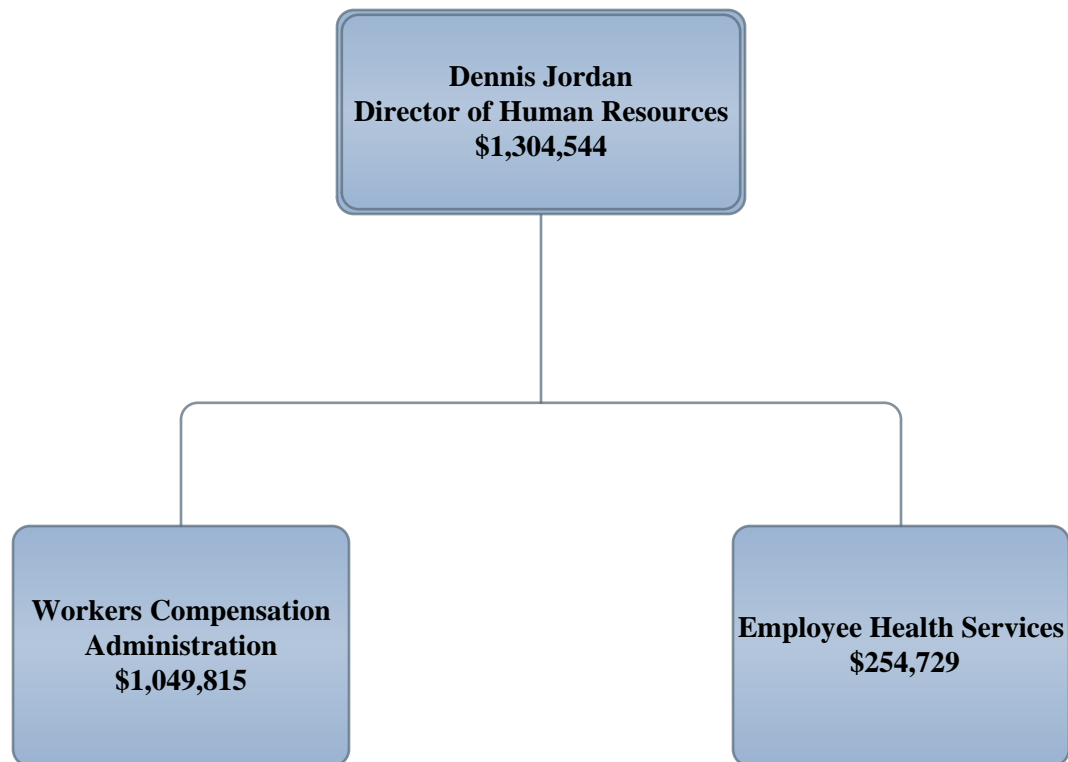 Dennis Jordan
Director of Human Resources
$1,304,544
Workers Compensation
Administration
$1,049,815
Employee Health Services
$254,729